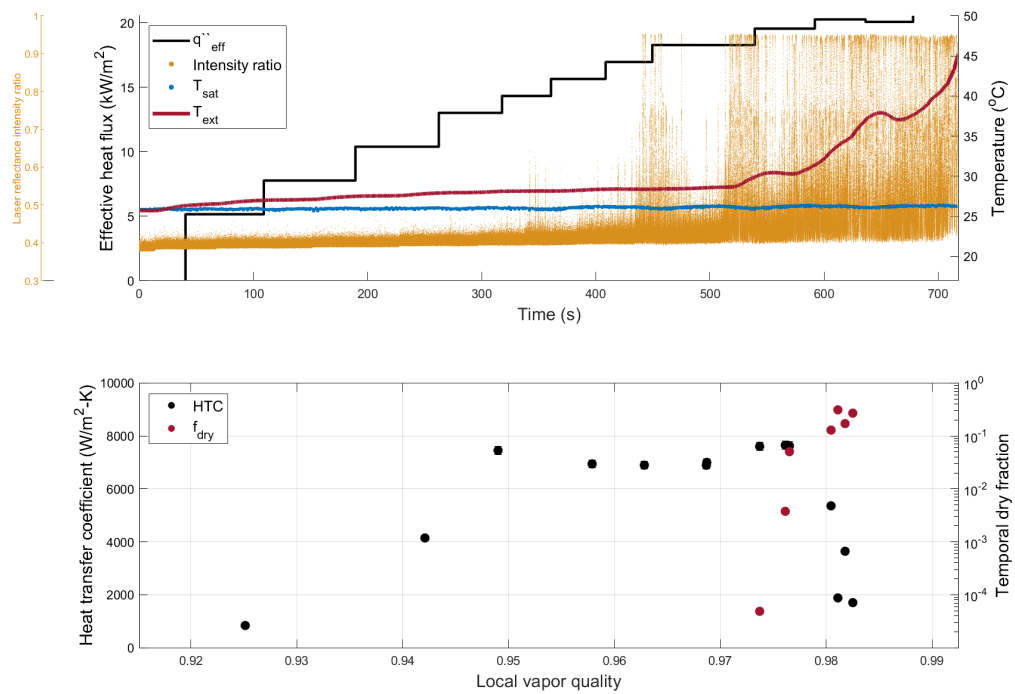 1
0.9
0.8
0.7
0.6
0.5
0.4
0.3
Laser reflectance intensity ratio
20
15
10
5
0
Effective heat flux (kW/m²)
q``eff
Intensity ratio
Tsat
Text
50
45
40
35
30
25
20
Temperature (°C)
0 100 200 300 400 500 600 700
Time (s)
10000
8000
6000
4000
2000
0
Heat transfer coefficient (W/m²-K)
HTC
fdry
10⁰
10⁻¹
10⁻²
10⁻³
10⁻⁴
Temporal dry fraction
0.92 0.93 0.94 0.95 0.96 0.97 0.98 0.99
Local vapor quality